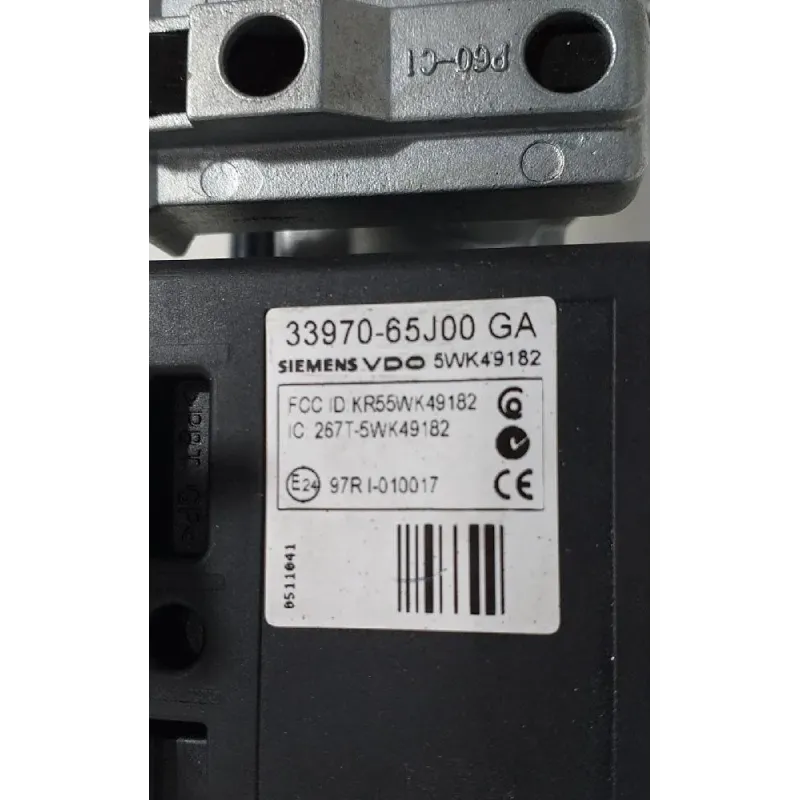 P60-C1
33970-65J00 GA
SIEMENS VDO 5WK49182
FCC ID KR55WK49182
IC 267T-5WK49182
E24 97R I-010017 CE
0511041